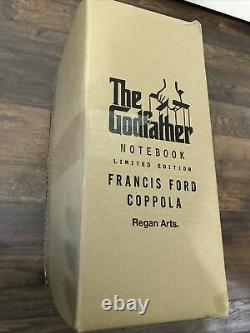 The
Godfather
NOTEBOOK
LIMITED EDITION
FRANCIS FORD
COPPOLA
Regan Arts.